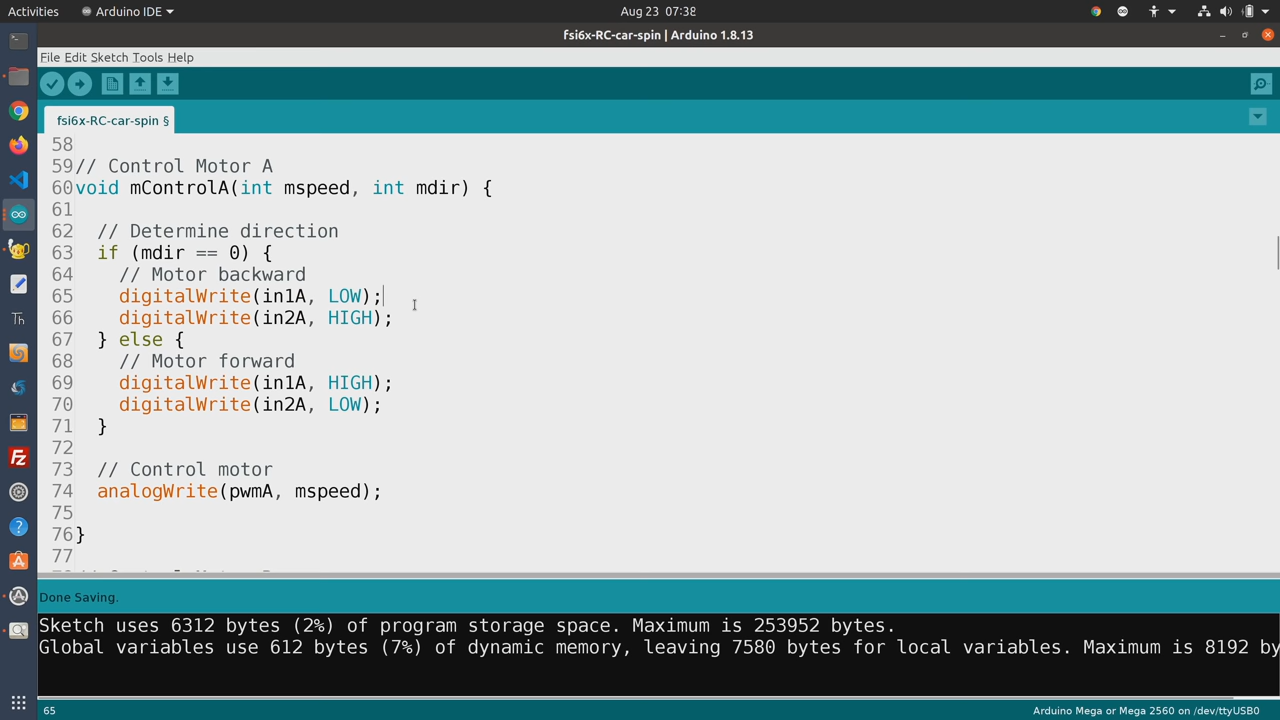 Activities
Arduino IDE
Aug 23 07:38
fsi6x-RC-car-spin | Arduino 1.8.13
File Edit Sketch Tools Help
fsi6x-RC-car-spin §
58
59 // Control Motor A
60 void mControlA(int mspeed, int mdir) {
61
62 // Determine direction
63 if (mdir == 0) {
64 // Motor backward
65 digitalWrite(in1A, LOW);
66 digitalWrite(in2A, HIGH);
67 } else {
68 // Motor forward
69 digitalWrite(in1A, HIGH);
70 digitalWrite(in2A, LOW);
71 }
72
73 // Control motor
74 analogWrite(pwmA, mspeed);
75
76 }
77
Th
Fz
Done Saving.
Sketch uses 6312 bytes (2%) of program storage space. Maximum is 253952 bytes.
Global variables use 612 bytes (7%) of dynamic memory, leaving 7580 bytes for local variables. Maximum is 8192 by
65
Arduino Mega or Mega 2560 on /dev/ttyUSB0